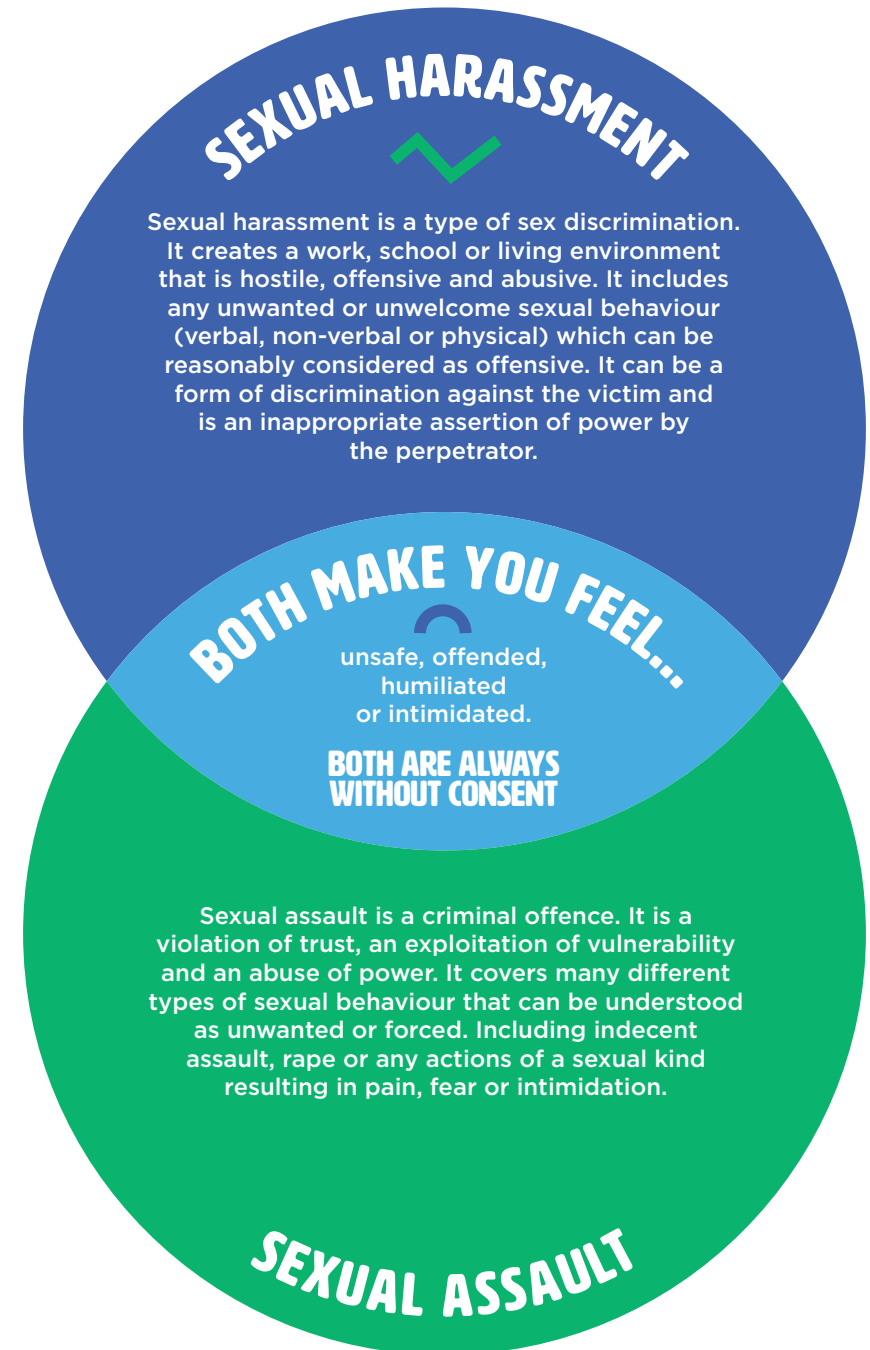 SEXUAL HARASSMENT
Sexual harassment is a type of sex discrimination.
It creates a work, school or living environment
that is hostile, offensive and abusive. It includes
any unwanted or unwelcome sexual behaviour
(verbal, non-verbal or physical) which can be
reasonably considered as offensive. It can be a
form of discrimination against the victim and
is an inappropriate assertion of power by
the perpetrator.
BOTH MAKE YOU FEEL...
unsafe, offended,
humiliated
or intimidated.
BOTH ARE ALWAYS
WITHOUT CONSENT
Sexual assault is a criminal offence. It is a
violation of trust, an exploitation of vulnerability
and an abuse of power. It covers many different
types of sexual behaviour that can be understood
as unwanted or forced. Including indecent
assault, rape or any actions of a sexual kind
resulting in pain, fear or intimidation.
SEXUAL ASSAULT